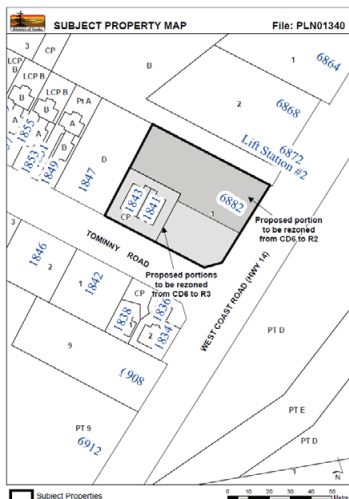 District of Sooke
SUBJECT PROPERTY MAP
File: PLN01340
3
CP
LCP
B
LCP B
B
A
A
B
A
B
Pt A
B
1
6864
2
6868
6872
Lift Station #2
1855
1853
1849
1847
D
1843
1841
CP
6882
1
Proposed portion
to be rezoned
from CD6 to R2
Proposed portions
to be rezoned
from CD6 to R3
TOMINNY ROAD
WEST COAST ROAD (HWY 14)
3
1846
2
1
1842
CP
1838
1
1836
2
1834
9
6908
PT 9
6912
PT D
PT E
PT D
1
N
Subject Properties
0 10 20 30 40 50
Metres